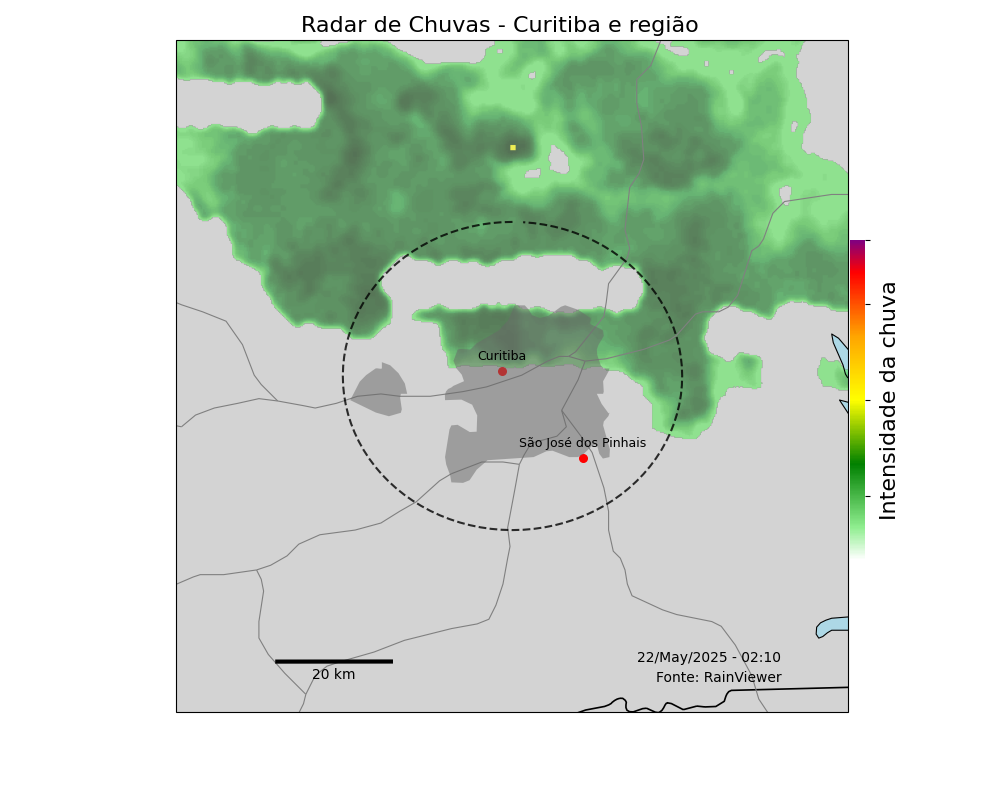 Radar de Chuvas - Curitiba e região
Curitiba
São José dos Pinhais
Intensidade da chuva
20 km
22/May/2025 - 02:10
Fonte: RainViewer